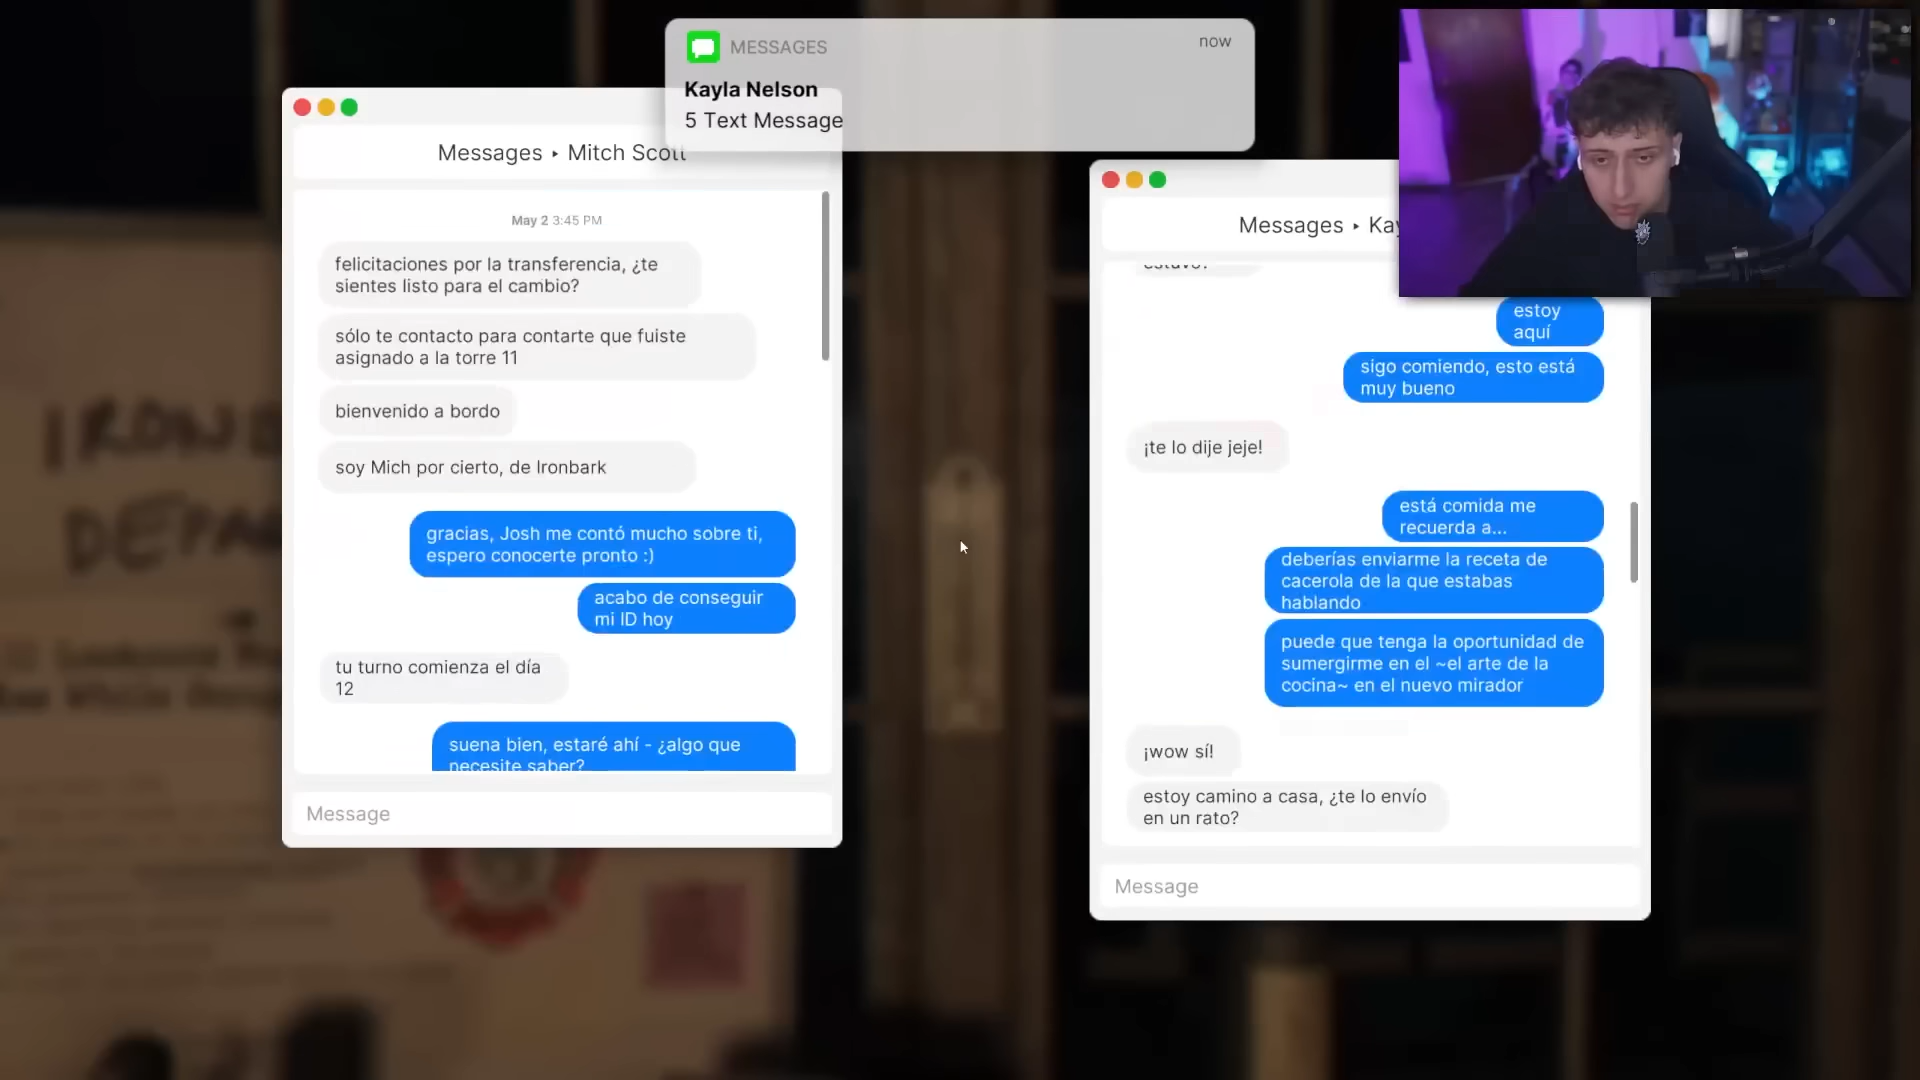 MESSAGES
now
Kayla Nelson
5 Text Message
Messages ‣ Mitch Scott
May 2 3:45 PM
felicitaciones por la transferencia, ¿te
sientes listo para el cambio?
sólo te contacto para contarte que fuiste
asignado a la torre 11
bienvenido a bordo
soy Mich por cierto, de Ironbark
gracias, Josh me contó mucho sobre ti,
espero conocerte pronto :)
acabo de conseguir
mi ID hoy
tu turno comienza el día
12
suena bien, estaré ahí - ¿algo que
necesite saber?
Message
Messages ‣ Kay
estuvo?
estoy
aquí
sigo comiendo, esto está
muy bueno
¡te lo dije jeje!
está comida me
recuerda a...
deberías enviarme la receta de
cacerola de la que estabas
hablando
puede que tenga la oportunidad de
sumergirme en el ~el arte de la
cocina~ en el nuevo mirador
¡wow sí!
estoy camino a casa, ¿te lo envío
en un rato?
Message